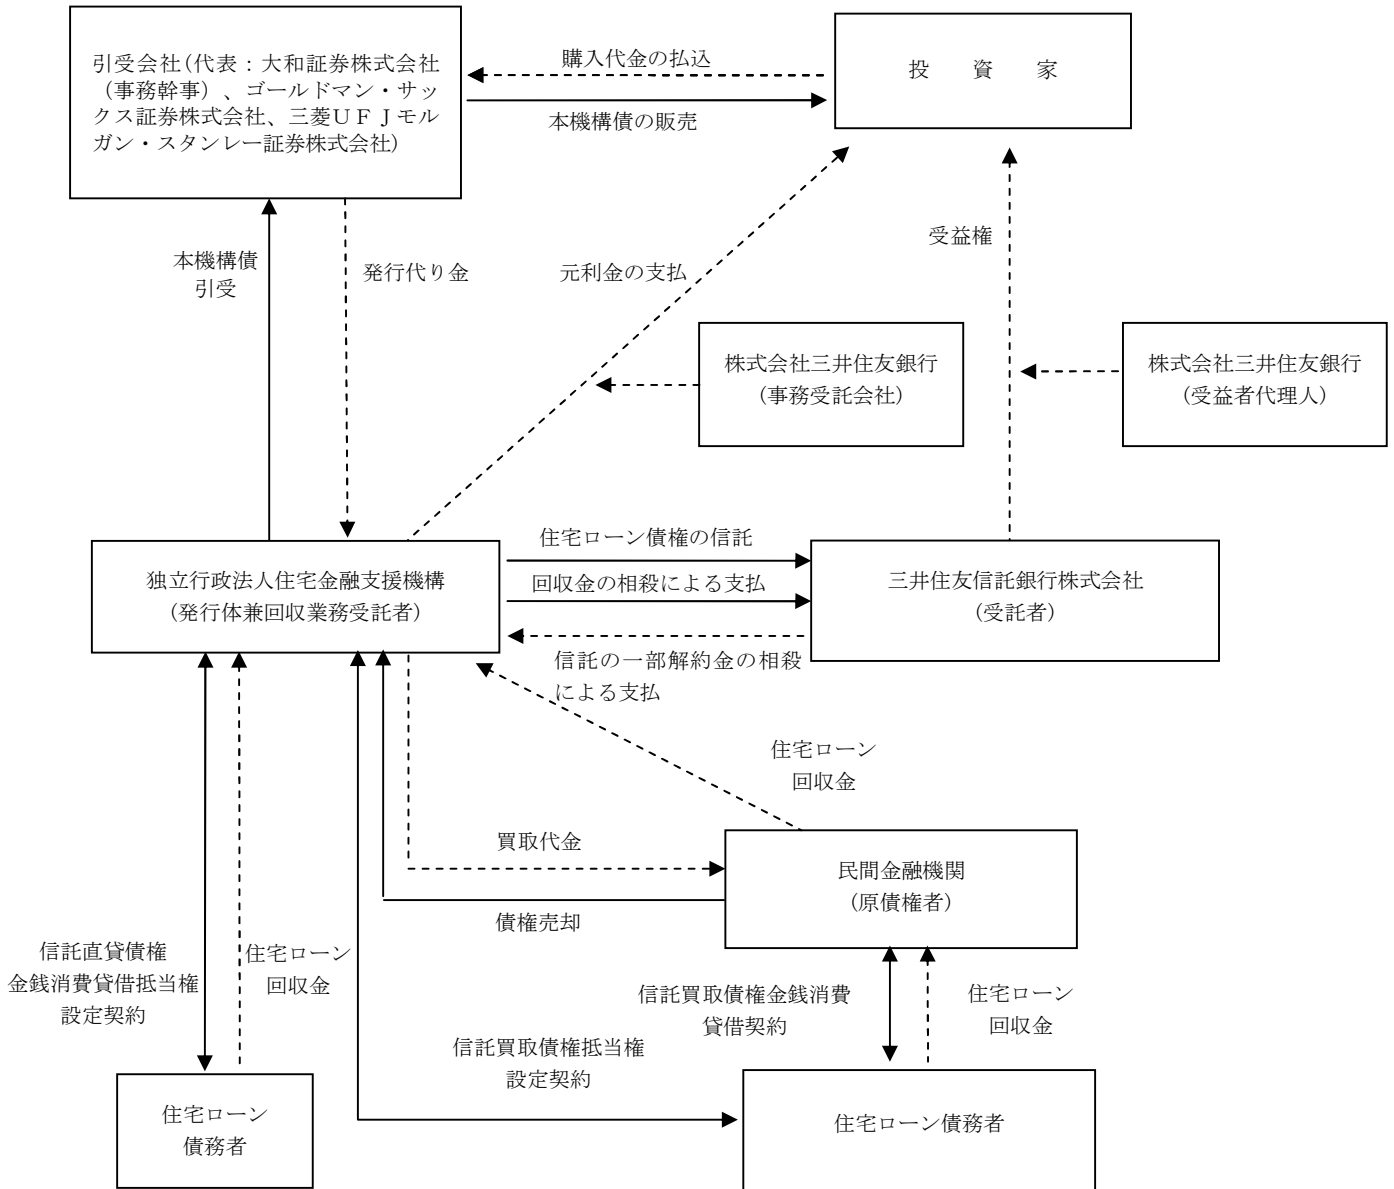 引受会社(代表：大和証券株式会社
(事務幹事)、ゴールドマン・サッ
クス証券株式会社、三菱ＵＦＪモル
ガン・スタンレー証券株式会社)
購入代金の払込
本機構債の販売
投　資　家
本機構債
引受
発行代り金
元利金の支払
受益権
株式会社三井住友銀行
(事務受託会社)
株式会社三井住友銀行
(受益者代理人)
独立行政法人住宅金融支援機構
(発行体兼回収業務受託者)
住宅ローン債権の信託
回収金の相殺による支払
三井住友信託銀行株式会社
(受託者)
信託の一部解約金の相殺
による支払
住宅ローン
回収金
買取代金
債権売却
民間金融機関
(原債権者)
信託直貸債権
金銭消費貸借抵当権
設定契約
住宅ローン
回収金
信託買取債権金銭消費
貸借契約
住宅ローン
回収金
信託買取債権抵当権
設定契約
住宅ローン
債務者
住宅ローン債務者